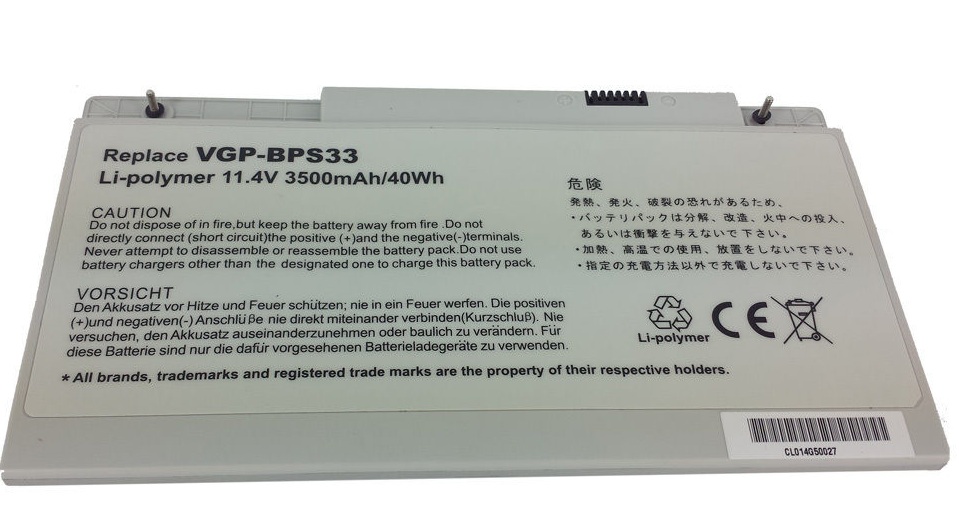 Replace VGP-BPS33
Li-polymer 11.4V 3500mAh/40Wh
CAUTION
Do not dispose of in fire,but keep the battery away from fire .Do not
directly connect (short circuit)the positive (+)and the negative(-)terminals.
Never attempt to disassemble or reassemble the battery pack.Do not use
battery chargers other than the designated one to charge this battery pack.
VORSICHT
Den Akkusatz vor Hitze und Feuer schützen; nie in ein Feuer werfen. Die positiven
(+)und negativen(-) Anschlüße nie direkt miteinander verbinden(Kurzschluß). Nie
versuchen, den Akkusatz auseinanderzunehmen oder baulich zu verändern. Für
diese Batterie sind nur die dafür vorgesehenen Batterieladegeräte zu verwenden.
*All brands, trademarks and registered trade marks are the property of their respective holders.
危険
発熱、発火、破裂の恐れがあるため、
・バッテリパックは分解、改造、火中への投入、
あるいは衝撃を与えないで下さい。
・加熱、高温での使用、放置をしないで下さい。
・指定の充電方法以外で充電しないで下さい。
Li-polymer
CE
CL014G50027